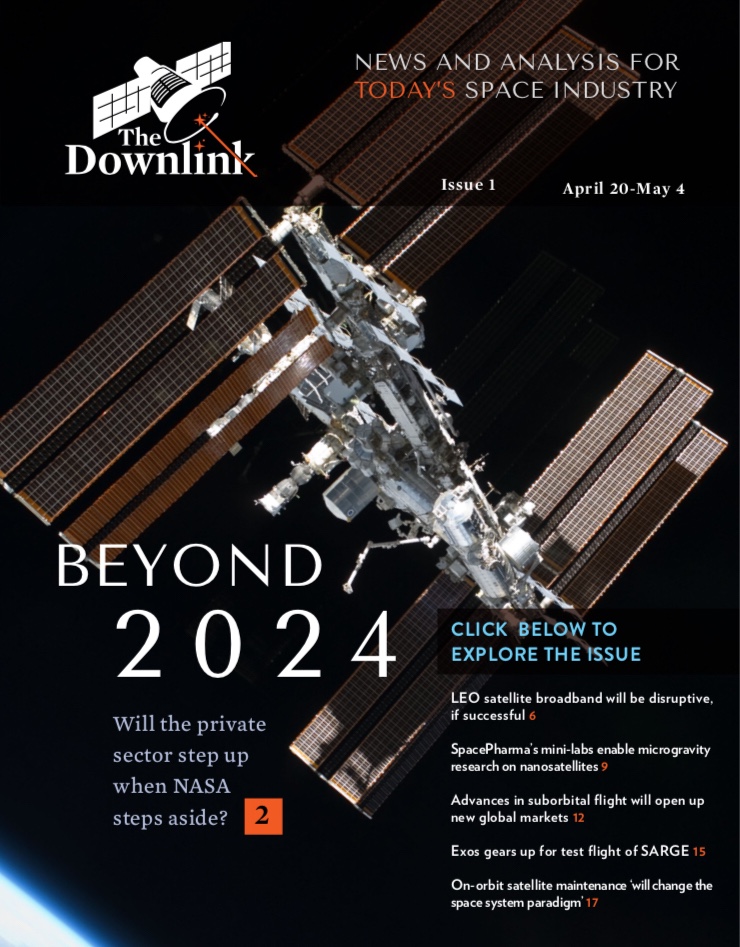 The
Downlink
NEWS AND ANALYSIS FOR
TODAY'S SPACE INDUSTRY
Issue 1
April 20-May 4
BEYOND
2024
Will the private
sector step up
when NASA
steps aside? 2
CLICK BELOW TO
EXPLORE THE ISSUE
LEO satellite broadband will be disruptive,
if successful 6
SpacePharma's mini-labs enable microgravity
research on nanosatellites 9
Advances in suborbital flight will open up
new global markets 12
Exos gears up for test flight of SARGE 15
On-orbit satellite maintenance 'will change the
space system paradigm' 17